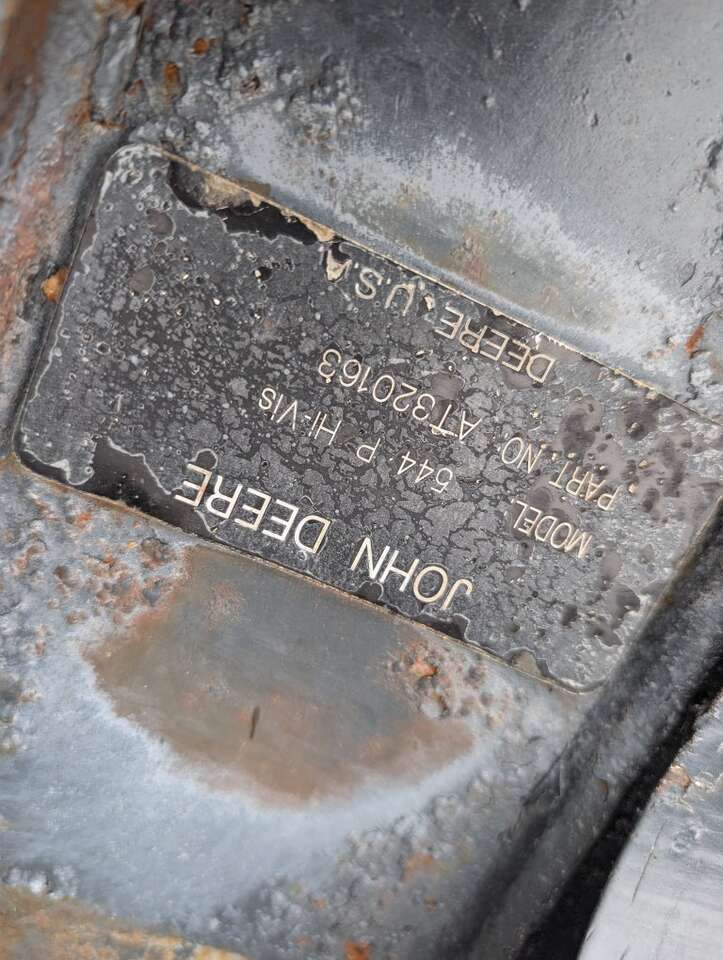 JOHN DEERE
MODEL. 544 P Hi-Vis
PART. NO AT320163
DEERE, U.S.A